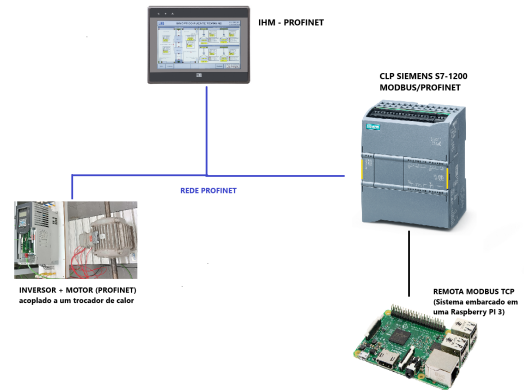 IHM - PROFINET
CLP SIEMENS S7-1200
MODBUS/PROFINET
REDE PROFINET
INVERSOR + MOTOR (PROFINET)
acoplado a um trocador de calor
REMOTA MODBUS TCP
(Sistema embarcado em
uma Raspberry PI 3)